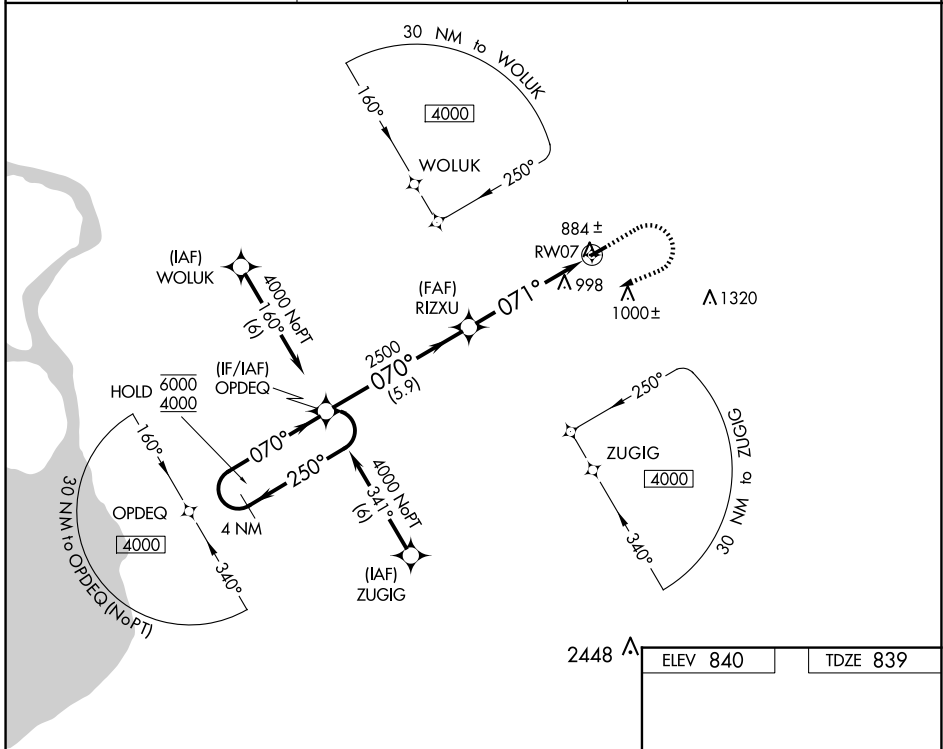 30 NM to WOLUK
160°
4000
WOLUK
250°
884 ±
RW07
998
1000±
1320
(IAF)
WOLUK
4000 NoPT
160°
(6)
(FAF)
RIZXU
071°
2500
070°
(5.9)
(IF/IAF)
OPDEQ
HOLD 6000
4000
070°
250°
4 NM
160°
OPDEQ
4000
340°
30 NM to OPDEQ (NoPT)
4000 NoPT
341°
(6)
(IAF)
ZUGIG
250°
ZUGIG
4000
340°
30 NM to ZUGIG
2448
ELEV 840
TDZE 839